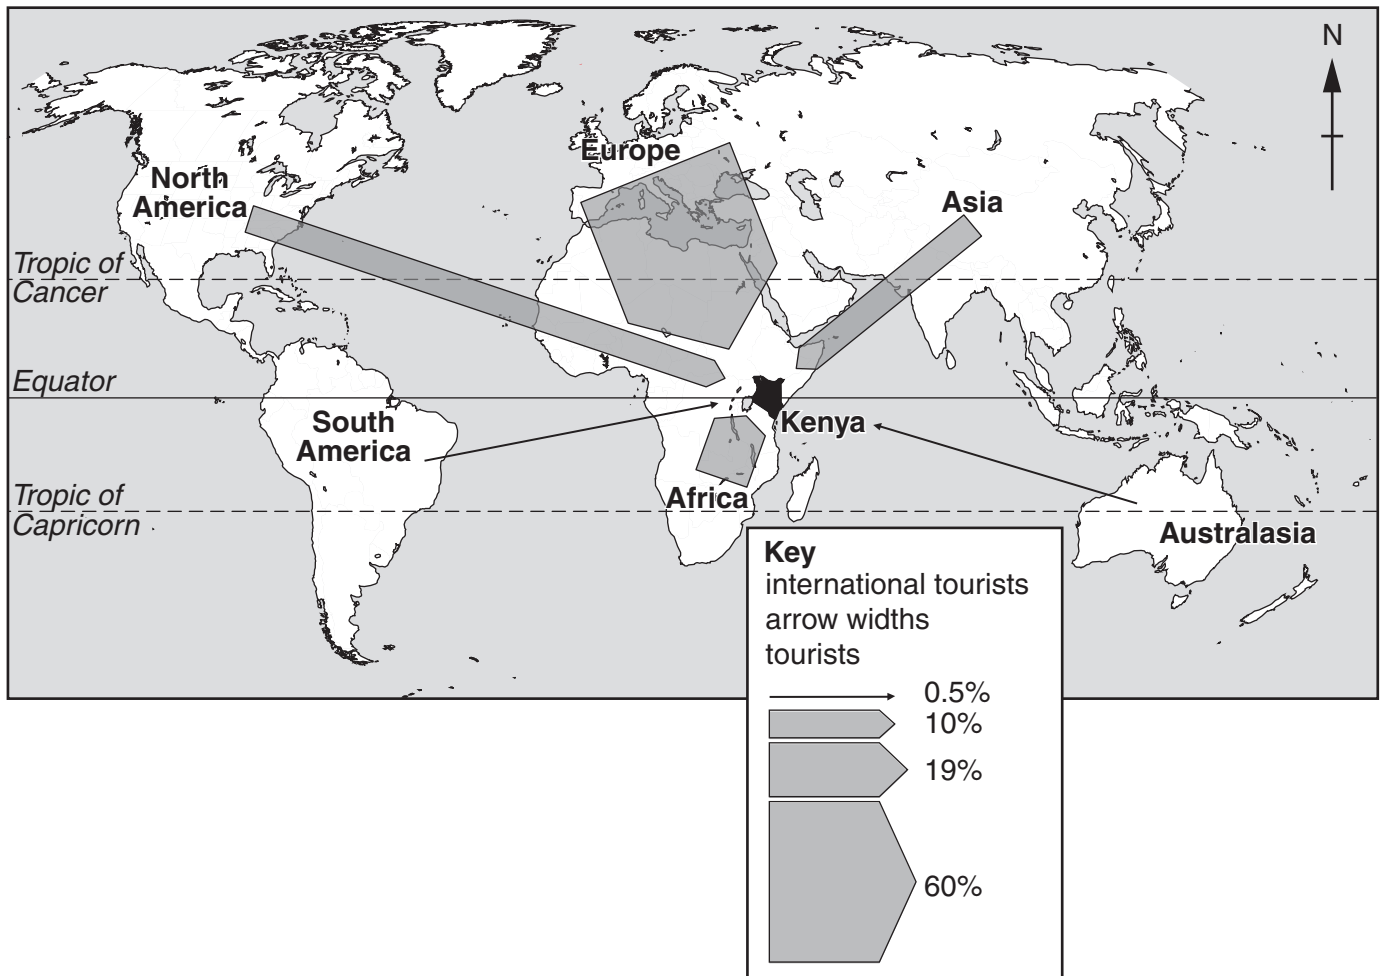 N
Europe
North
America
Asia
Tropic of
Cancer
Equator
South
America
Kenya
Tropic of
Capricorn
Africa
Australasia
Key
international tourists
arrow widths
tourists
0.5%
10%
19%
60%